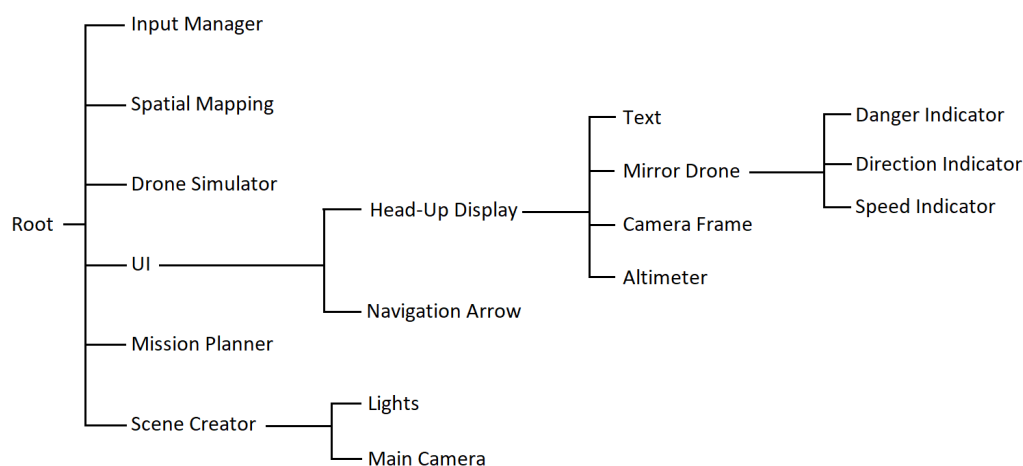 Input Manager
Spatial Mapping
Drone Simulator
Root
UI
Mission Planner
Scene Creator
Head-Up Display
Navigation Arrow
Lights
Main Camera
Text
Mirror Drone
Camera Frame
Altimeter
Danger Indicator
Direction Indicator
Speed Indicator